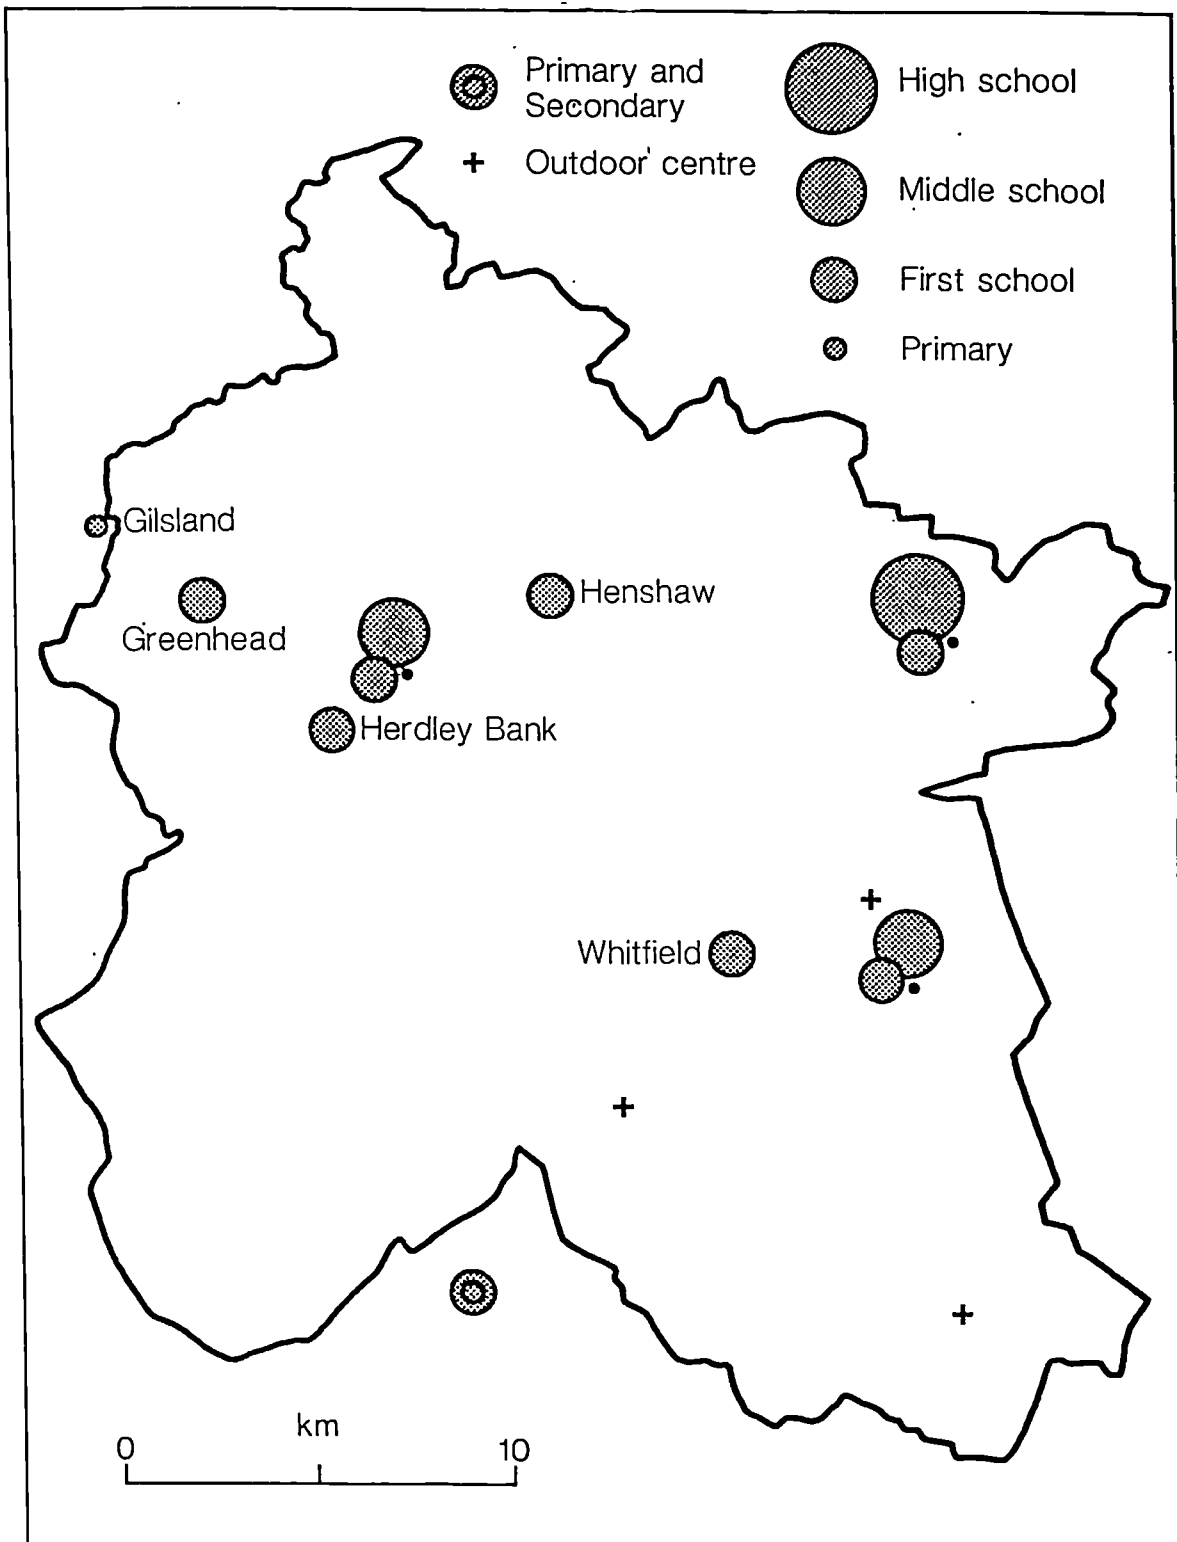 Primary and
Secondary
Outdoor centre
High school
Middle school
First school
Primary
Gilsland
Greenhead
Henshaw
Herdley Bank
Whitfield
km
0
10